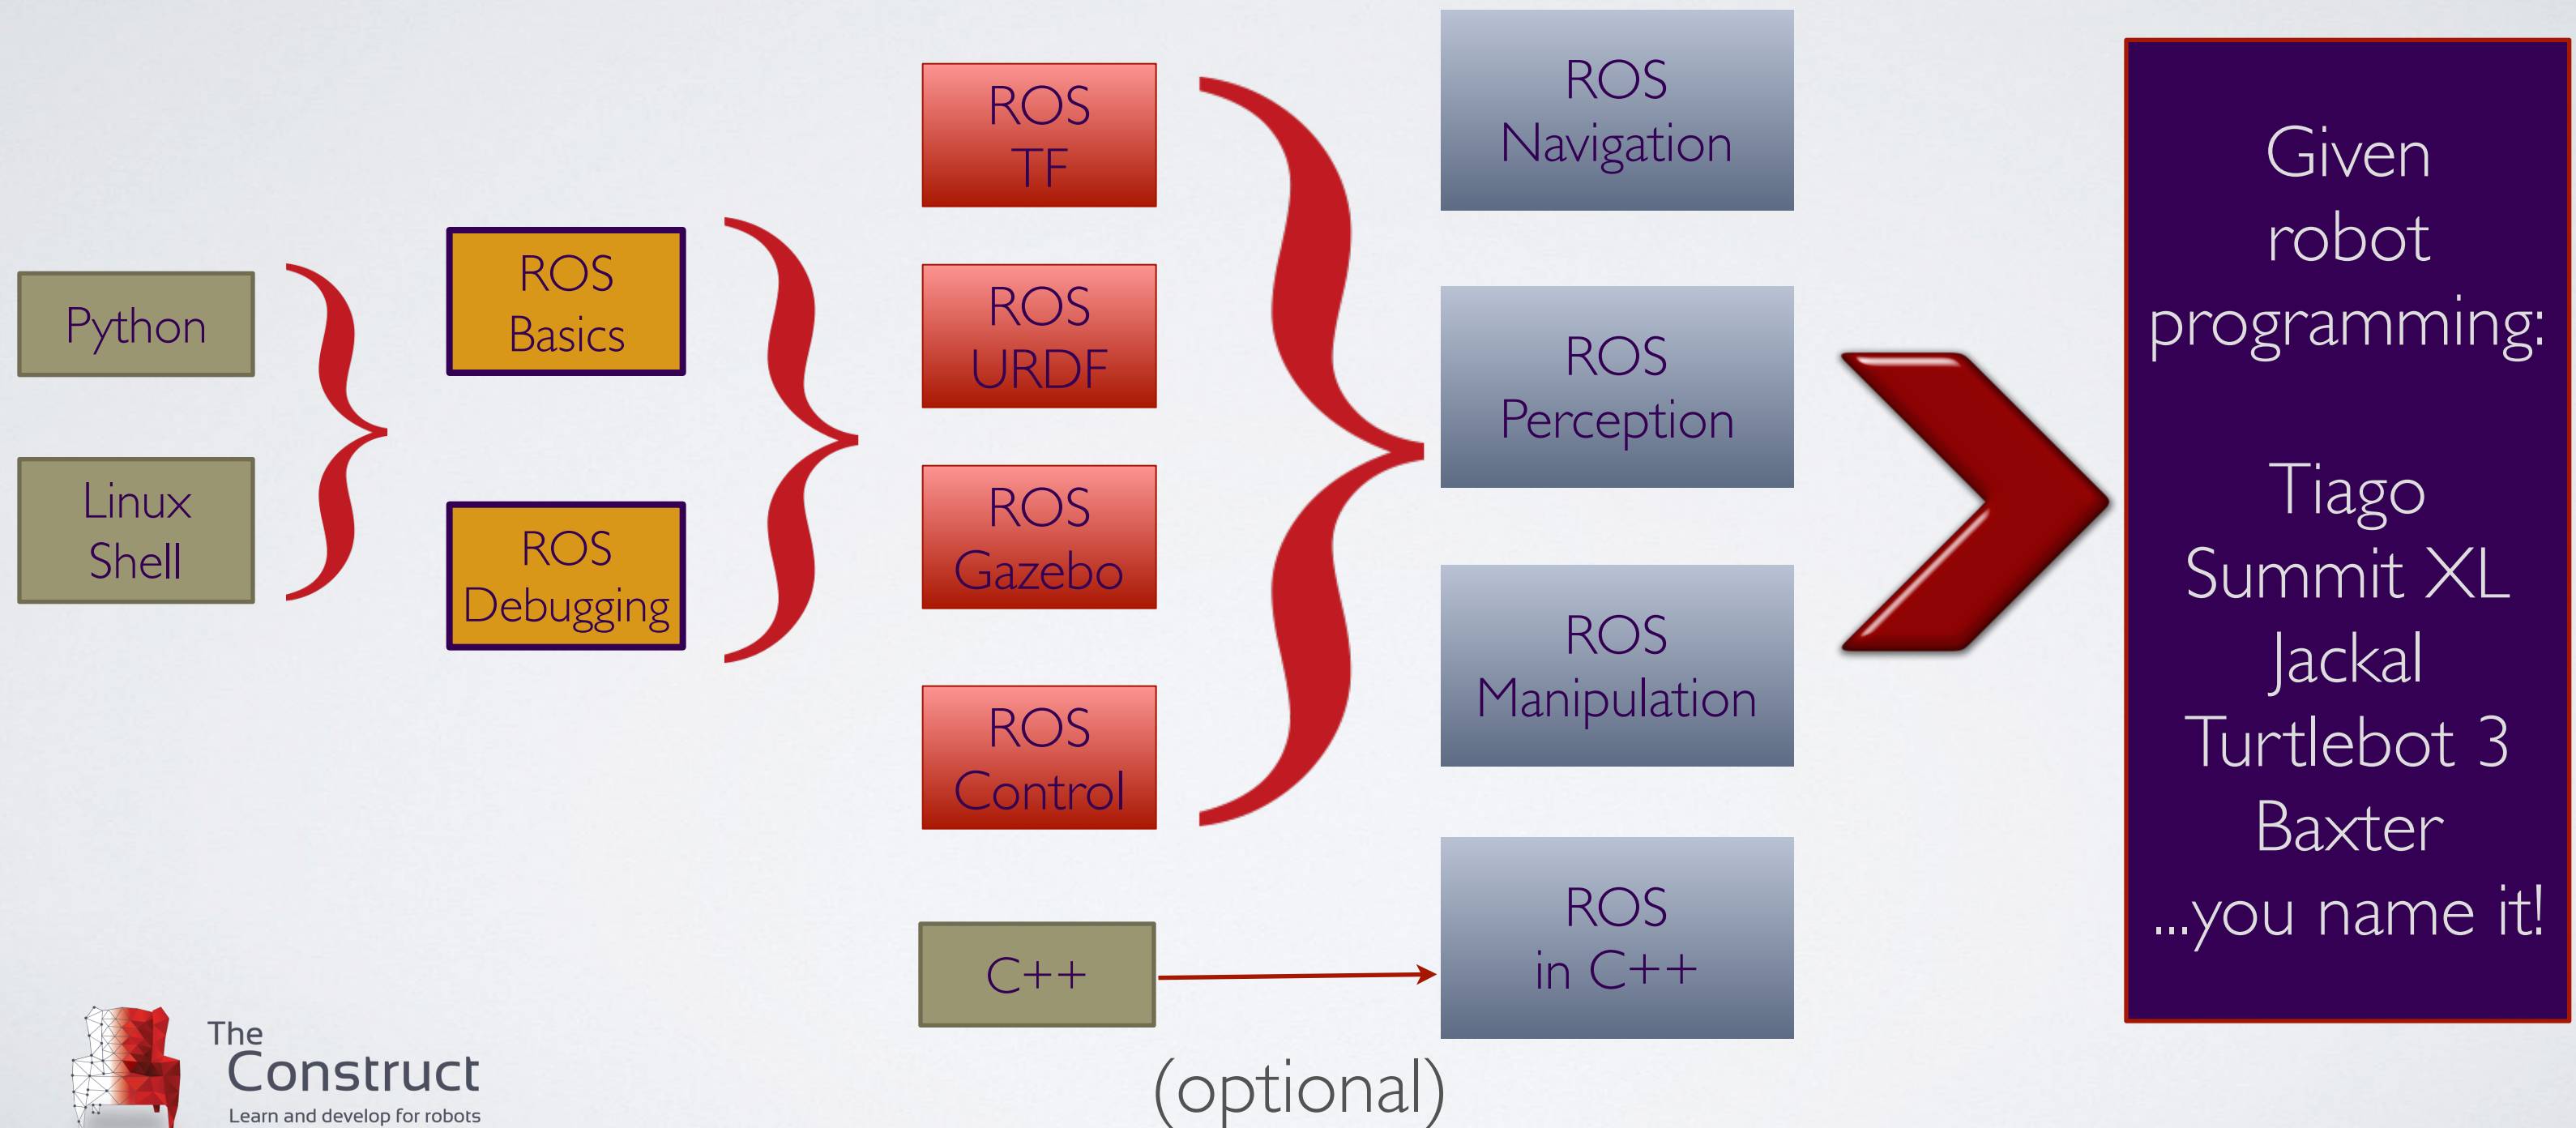 Python
Linux
Shell
ROS
Basics
ROS
Debugging
ROS
TF
ROS
URDF
ROS
Gazebo
ROS
Control
C++
(optional)
ROS
Navigation
ROS
Perception
ROS
Manipulation
ROS
in C++
Given
robot
programming:
Tiago
Summit XL
Jackal
Turtlebot 3
Baxter
...you name it!
The
Construct
Learn and develop for robots